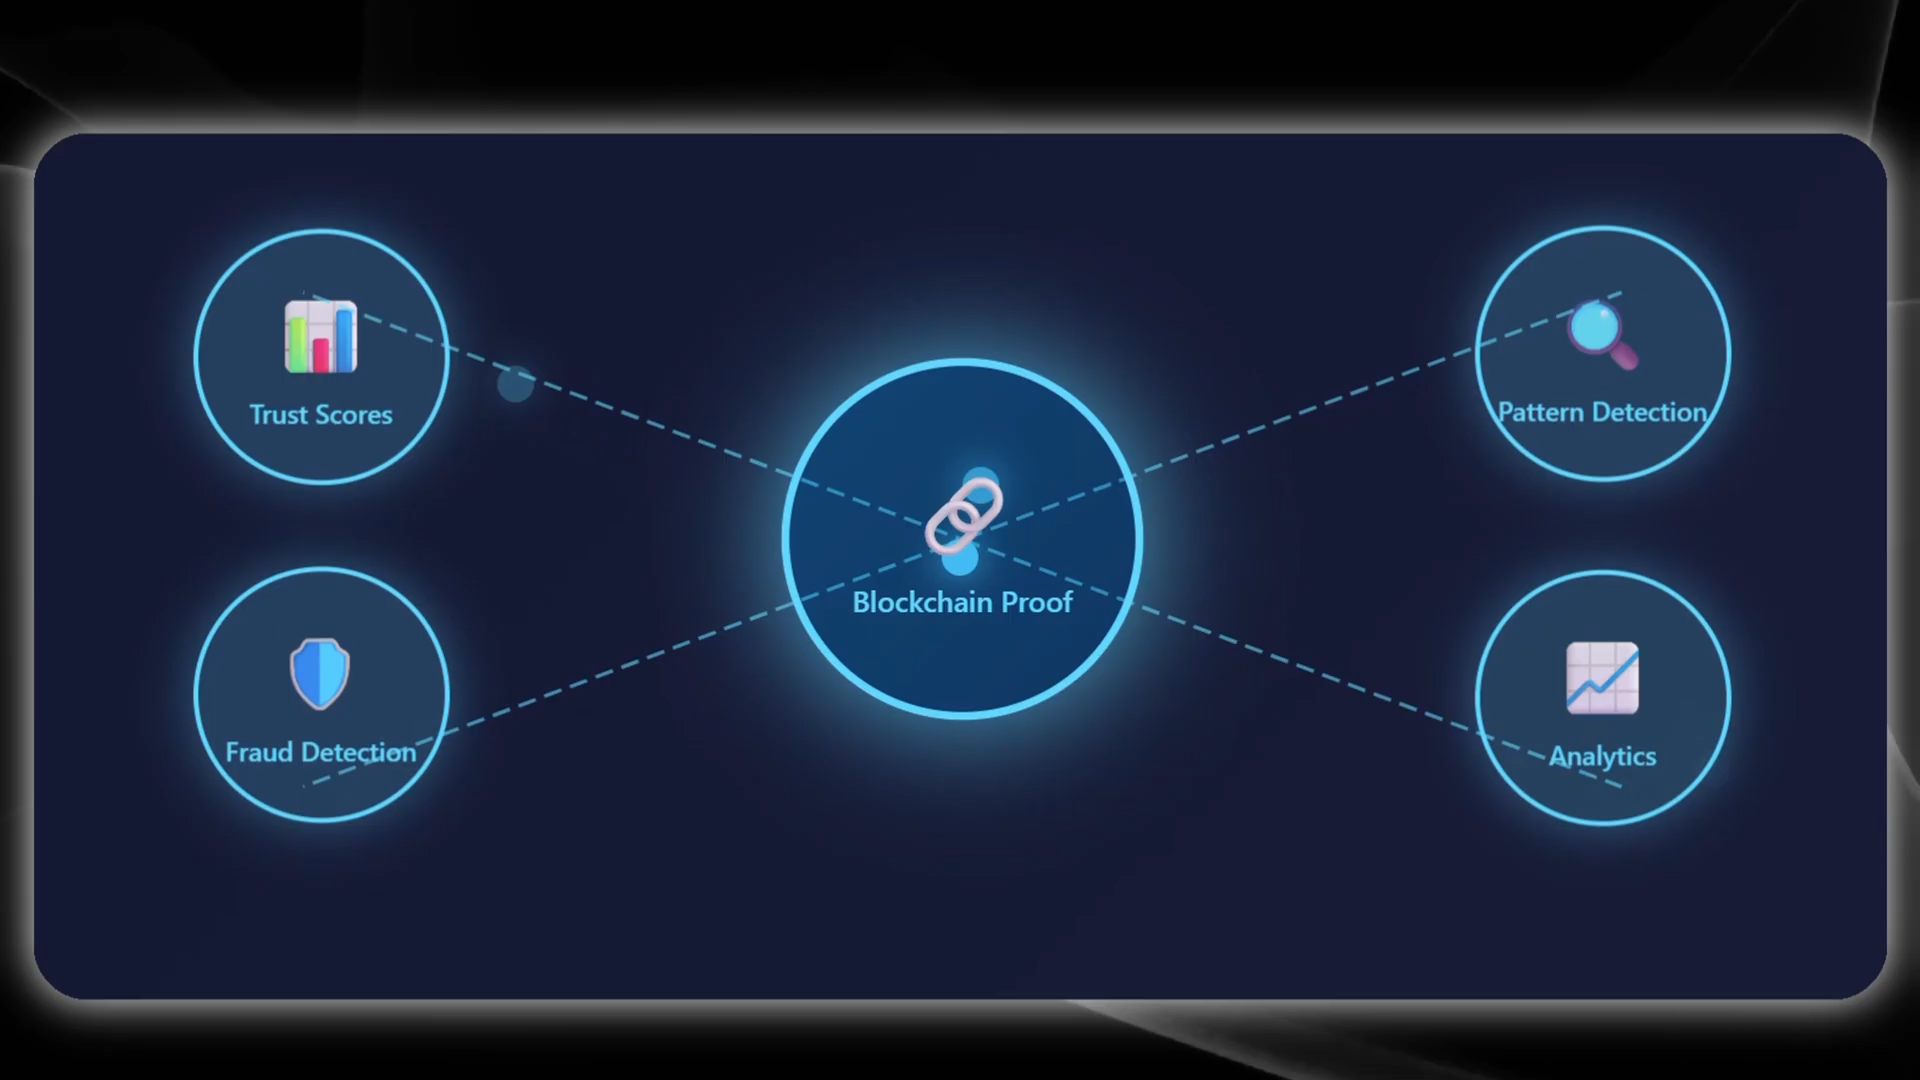 Trust Scores
Pattern Detection
Blockchain Proof
Fraud Detection
Analytics